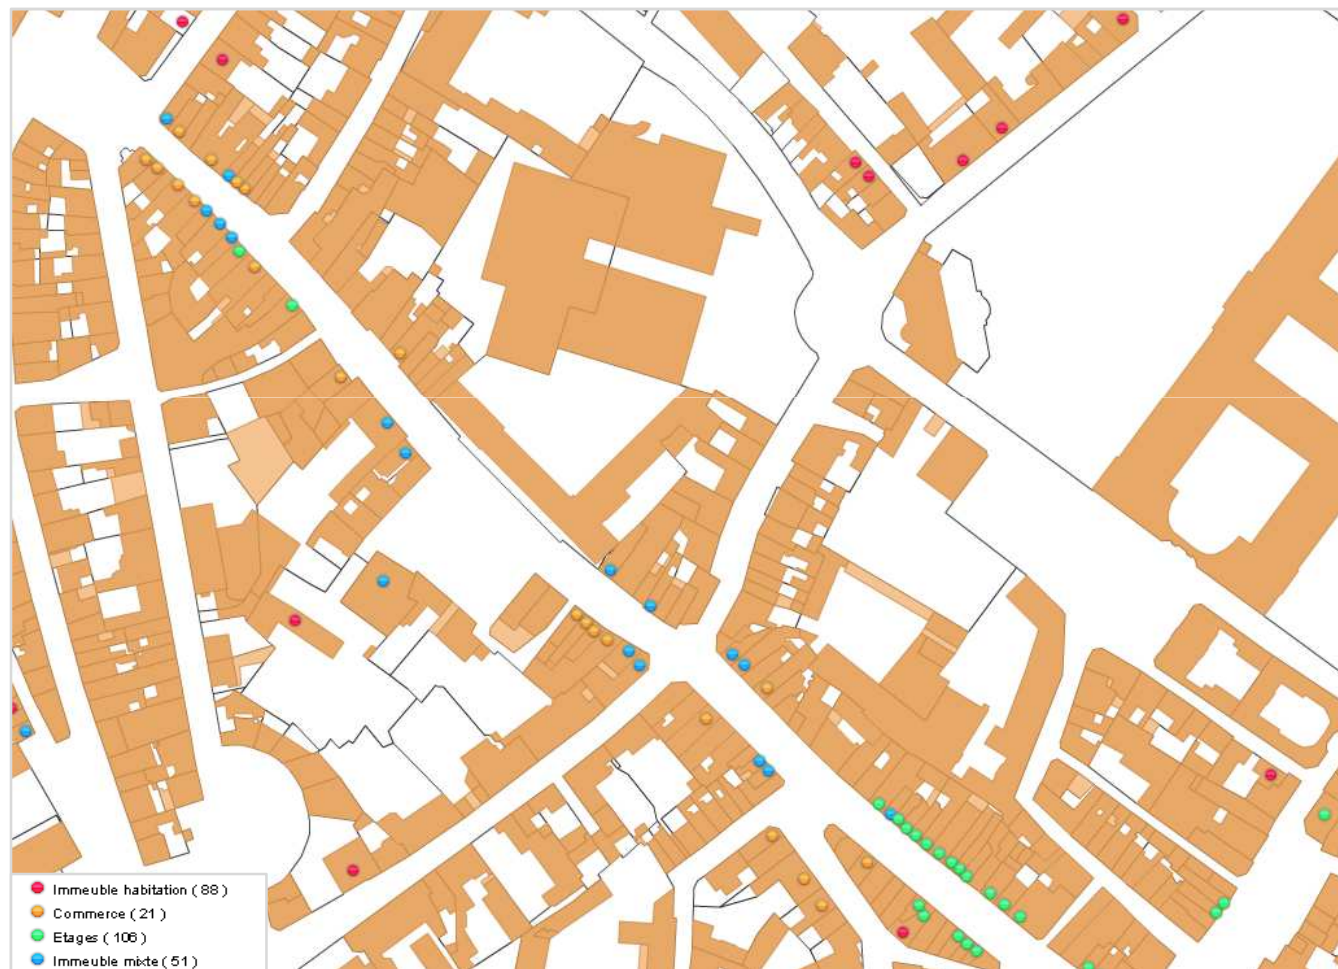 Immeuble habitation ( 88 )
Commerce ( 21 )
Etages ( 106 )
Immeuble mixte ( 51 )